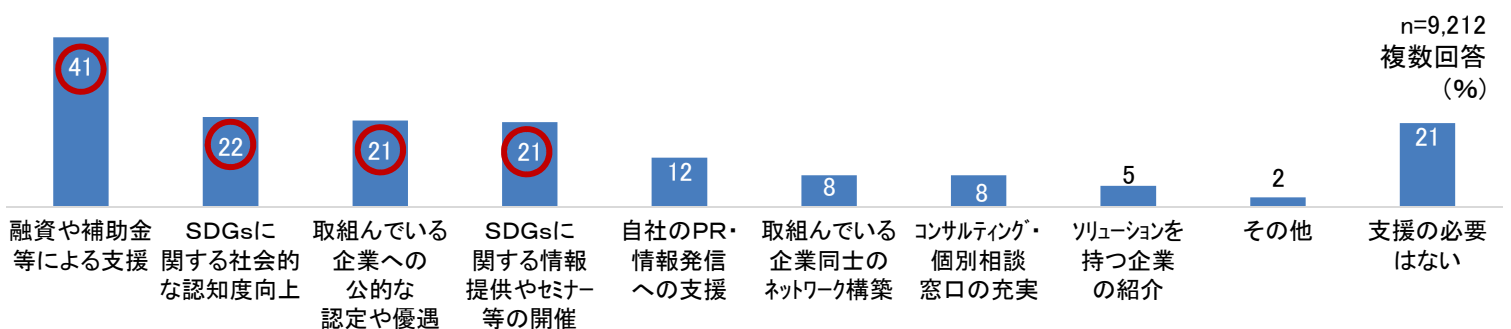 n=9,212
複数回答
(%)
41
22
21
21
12
8
8
5
2
21
融資や補助金
等による支援
SDGsに
関する社会的
な認知度向上
取組んでいる
企業への
公的な
認定や優遇
SDGsに
関する情報
提供やセミナー
等の開催
自社のPR・
情報発信
への支援
取組んでいる
企業同士の
ネットワーク構築
コンサルティング・
個別相談
窓口の充実
ソリューションを
持つ企業
の紹介
その他
支援の必要
はない